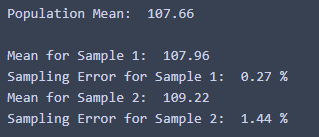 Population Mean:  107.66

Mean for Sample 1:  107.96
Sampling Error for Sample 1:  0.27 %
Mean for Sample 2:  109.22
Sampling Error for Sample 2:  1.44 %